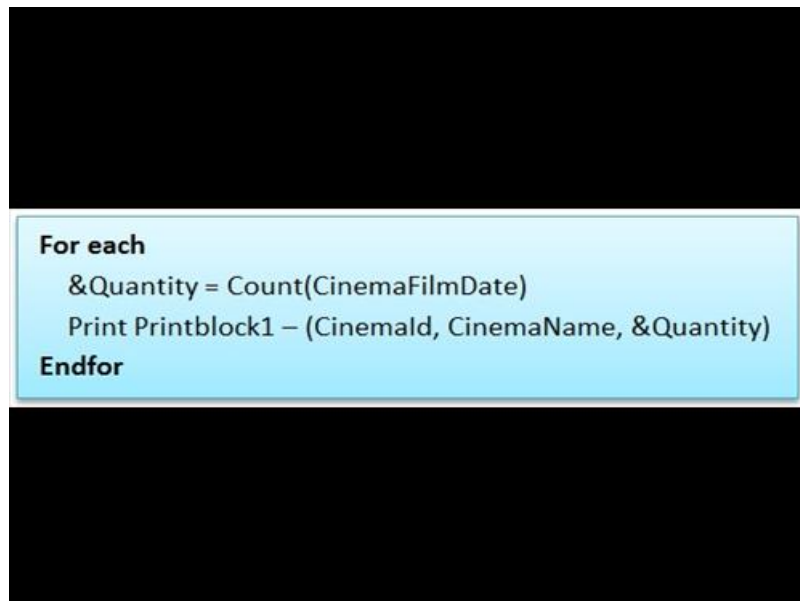 For each
&Quantity = Count(CinemaFilmDate)
Print Printblock1 – (CinemaId, CinemaName, &Quantity)
Endfor